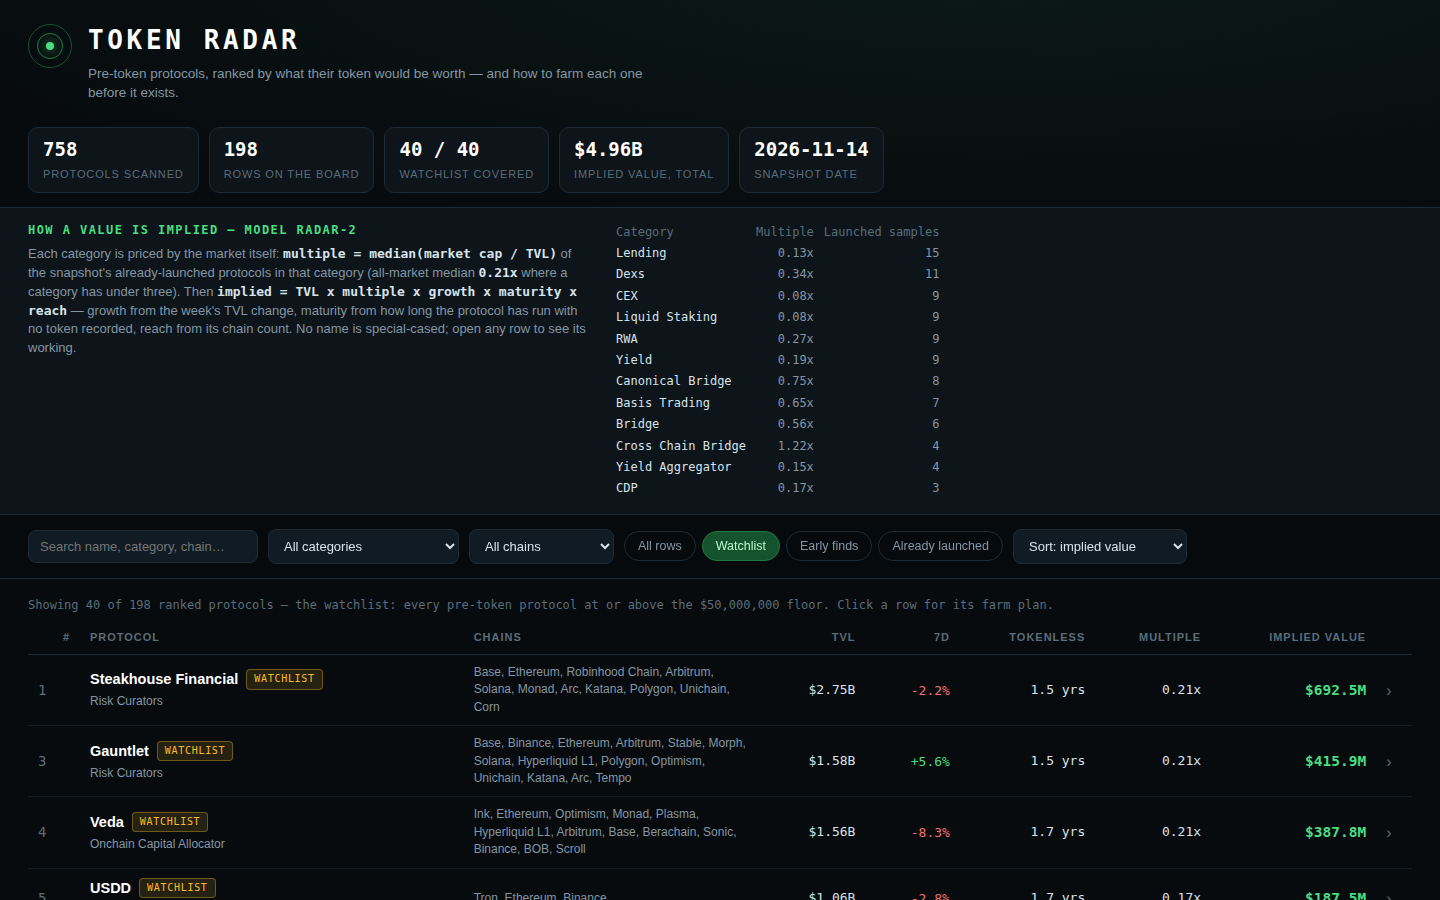 TOKEN RADAR
Pre-token protocols, ranked by what their token would be worth — and how to farm each one
before it exists.
758
PROTOCOLS SCANNED
198
ROWS ON THE BOARD
40 / 40
WATCHLIST COVERED
$4.96B
IMPLIED VALUE, TOTAL
2026-11-14
SNAPSHOT DATE
HOW A VALUE IS IMPLIED — MODEL RADAR-2
Each category is priced by the market itself: multiple = median(market cap / TVL) of
the snapshot's already-launched protocols in that category (all-market median 0.21x where a
category has under three). Then implied = TVL x multiple x growth x maturity x
reach — growth from the week's TVL change, maturity from how long the protocol has run with
no token recorded, reach from its chain count. No name is special-cased; open any row to see its
working.
Category Multiple Launched samples
Lending 0.13x 15
Dexs 0.34x 11
CEX 0.08x 9
Liquid Staking 0.08x 9
RWA 0.27x 9
Yield 0.19x 9
Canonical Bridge 0.75x 8
Basis Trading 0.65x 7
Bridge 0.56x 6
Cross Chain Bridge 1.22x 4
Yield Aggregator 0.15x 4
CDP 0.17x 3
Search name, category, chain… All categories All chains All rows Watchlist Early finds Already launched Sort: implied value
Showing 40 of 198 ranked protocols — the watchlist: every pre-token protocol at or above the $50,000,000 floor. Click a row for its farm plan.
# PROTOCOL CHAINS TVL 7D TOKENLESS MULTIPLE IMPLIED VALUE
1 Steakhouse Financial WATCHLIST
Risk Curators
Base, Ethereum, Robinhood Chain, Arbitrum,
Solana, Monad, Arc, Katana, Polygon, Unichain,
Corn
$2.75B -2.2% 1.5 yrs 0.21x $692.5M ›
3 Gauntlet WATCHLIST
Risk Curators
Base, Binance, Ethereum, Arbitrum, Stable, Morph,
Solana, Hyperliquid L1, Polygon, Optimism,
Unichain, Katana, Arc, Tempo
$1.58B +5.6% 1.5 yrs 0.21x $415.9M ›
4 Veda WATCHLIST
Onchain Capital Allocator
Ink, Ethereum, Optimism, Monad, Plasma,
Hyperliquid L1, Arbitrum, Base, Berachain, Sonic,
Binance, BOB, Scroll
$1.56B -8.3% 1.7 yrs 0.21x $387.8M ›
5 USDD WATCHLIST
Tron, Ethereum, Binance
$1.06B -2.8% 1.7 yrs 0.17x $187.5M ›